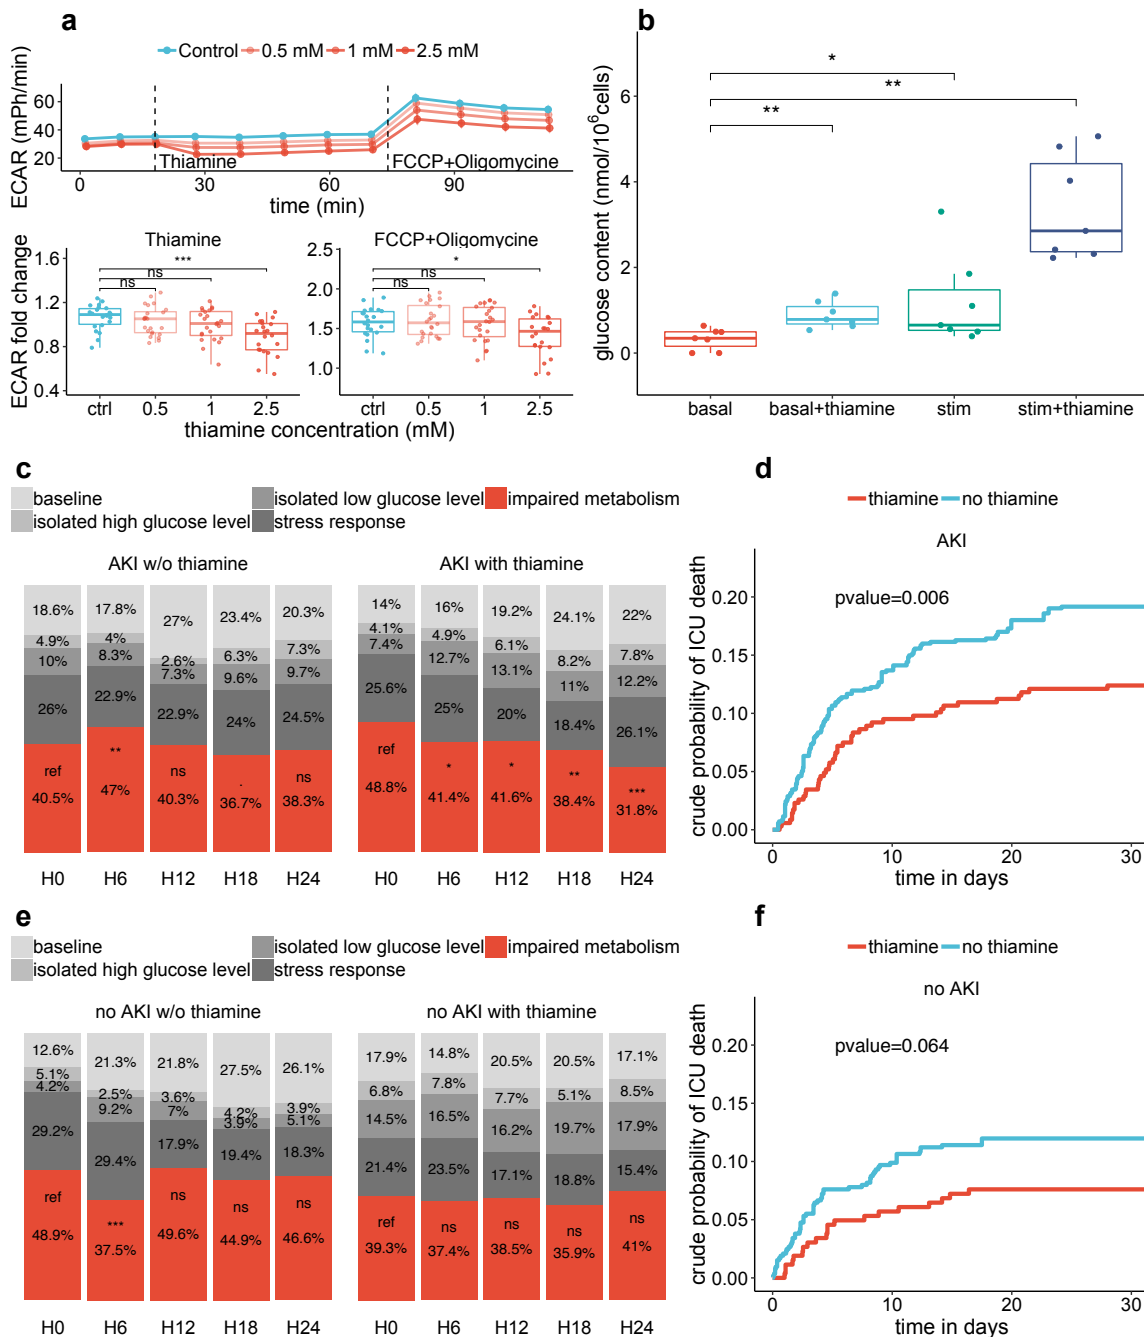 a
Control 0.5 mM 1 mM 2.5 mM
ECAR (mPh/min)
60
40
20
Thiamine
FCCP+Oligomycine
0 30 60 90
time (min)
Thiamine
ECAR fold change
1.6
1.2
0.8
0.4
***
ns
ns
ctrl 0.5 1 2.5
FCCP+Oligomycine
2.5
2.0
1.5
1.0
*
ns
ns
ctrl 0.5 1 2.5
thiamine concentration (mM)
b
glucose content (nmol/10^6cells)
6
4
2
0
*
**
**
basal basal+thiamine stim stim+thiamine
c
baseline isolated low glucose level impaired metabolism
isolated high glucose level stress response
AKI w/o thiamine
18.6% 17.8% 27% 23.4% 20.3%
4.9% 4% 2.6% 6.3% 7.3%
10% 8.3% 7.3% 9.6% 9.7%
26% 22.9% 22.9% 24% 24.5%
ref ** ns . ns
40.5% 47% 40.3% 36.7% 38.3%
H0 H6 H12 H18 H24
AKI with thiamine
14% 16% 19.2% 24.1% 22%
4.1% 4.9% 6.1% 8.2% 7.8%
7.4% 12.7% 13.1% 11% 12.2%
25.6% 25% 20% 18.4% 26.1%
ref * * ** ***
48.8% 41.4% 41.6% 38.4% 31.8%
H0 H6 H12 H18 H24
d
thiamine no thiamine
AKI
pvalue=0.006
crude probability of ICU death
0.20
0.15
0.10
0.05
0.00
0 10 20 30
time in days
e
baseline isolated low glucose level impaired metabolism
isolated high glucose level stress response
no AKI w/o thiamine
12.6% 21.3% 21.8% 27.5% 26.1%
5.1% 2.5% 3.6% 4.2% 3.9%
4.2% 9.2% 7% 3.9% 5.1%
29.2% 29.4% 17.9% 19.4% 18.3%
ref *** ns ns ns
48.9% 37.5% 49.6% 44.9% 46.6%
H0 H6 H12 H18 H24
no AKI with thiamine
17.9% 14.8% 20.5% 20.5% 17.1%
6.8% 7.8% 7.7% 5.1% 8.5%
14.5% 16.5% 16.2% 19.7% 17.9%
21.4% 23.5% 17.1% 18.8% 15.4%
ref ns ns ns ns
39.3% 37.4% 38.5% 35.9% 41%
H0 H6 H12 H18 H24
f
thiamine no thiamine
no AKI
pvalue=0.064
crude probability of ICU death
0.20
0.15
0.10
0.05
0.00
0 10 20 30
time in days